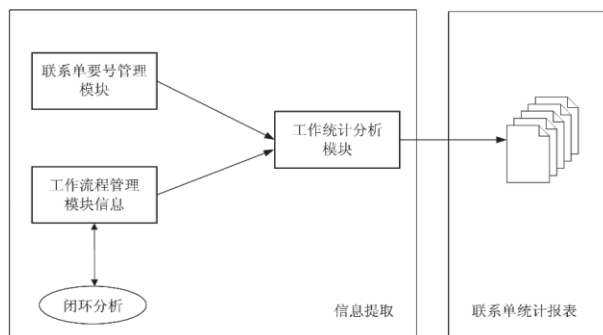 联系单要号管理
模块
工作统计分析
模块
工作流程管理
模块信息
闭环分析
信息提取
联系单统计报表